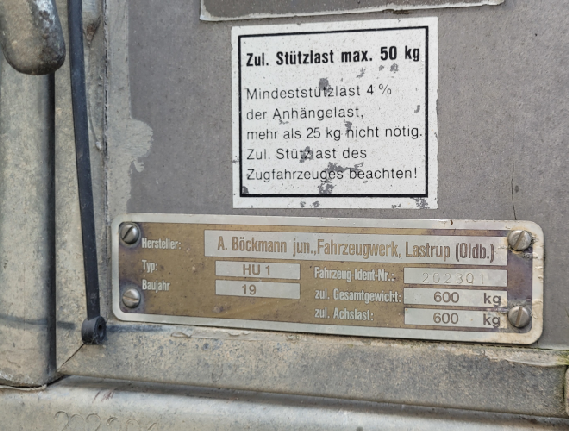 Zul. Stützlast max. 50 kg
Mindeststützlast 4 %
der Anhängelast,
mehr als 25 kg nicht nötig.
Zul. Stützlast des
Zugfahrzeuges beachten!
Hersteller: A. Böckmann jun., Fahrzeugwerk, Lastrup (Oldb.)
Typ: HU 1 Fahrzeug Ident-Nr.: 262301
Baujahr 19 zul. Gesamtgewicht: 600 kg
zul. Achslast: 600 kg